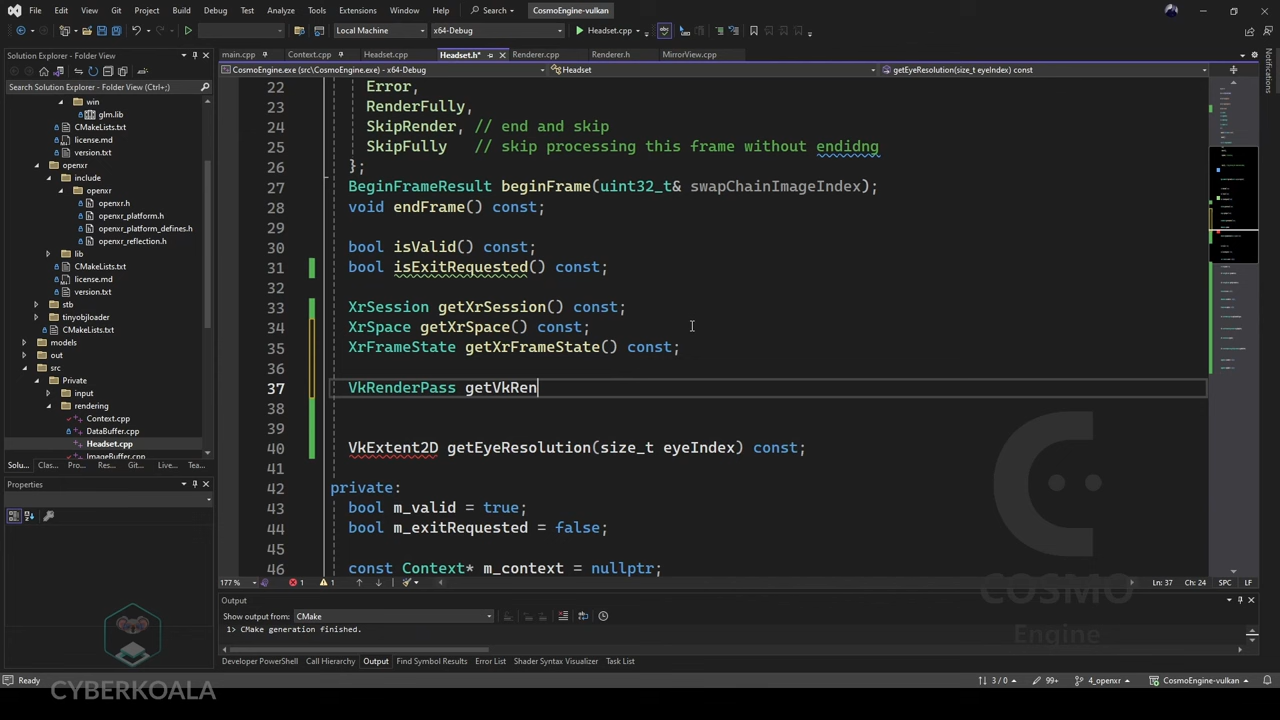 File Edit View Git Project Build Debug Test Analyze Tools Extensions Window Help Search CosmoEngine-vulkan
Local Machine x64-Debug Headset.cpp
Solution Explorer - Folder View (Ctrl+;)
main.cpp Context.cpp Headset.cpp Headset.h* Renderer.cpp Renderer.h MirrorView.cpp
CosmoEngine.exe (src\CosmoEngine.exe) - x64-Debug Headset getEyeResolution(size_t eyeIndex) const
Search Solution Explorer - Folder View (Ctrl+;)
win
glm.lib
CMakeLists.txt
license.md
version.txt
openxr
include
openxr
openxr.h
openxr_platform.h
openxr_platform_defines.h
openxr_reflection.h
lib
CMakeLists.txt
license.md
version.txt
stb
tinyobjloader
CMakeLists.txt
models
out
src
Private
input
rendering
Context.cpp
DataBuffer.cpp
Headset.cpp
ImageBuffer.cpp
Solu... Clas... Pro... Res... Git... Live... Tea...
Properties
22 Error,
23 RenderFully,
24 SkipRender, // end and skip
25 SkipFully // skip processing this frame without endidng
26 };
27 BeginFrameResult beginFrame(uint32_t& swapChainImageIndex);
28 void endFrame() const;
29
30 bool isValid() const;
31 bool isExitRequested() const;
32
33 XrSession getXrSession() const;
34 XrSpace getXrSpace() const;
35 XrFrameState getXrFrameState() const;
36
37 VkRenderPass getVkRen
38
39
40 VkExtent2D getEyeResolution(size_t eyeIndex) const;
41
42 private:
43 bool m_valid = true;
44 bool m_exitRequested = false;
45
46 const Context* m_context = nullptr;
177 % 1 1 Ln: 37 Ch: 24 SPC LF
Notifications
Output
Show output from: CMake
1> CMake generation finished.
Developer PowerShell Call Hierarchy Output Find Symbol Results Error List Shader Syntax Visualizer Task List
Ready 3 / 0 99+ 4_openxr CosmoEngine-vulkan
COSMO
Engine
CYBERKOALA